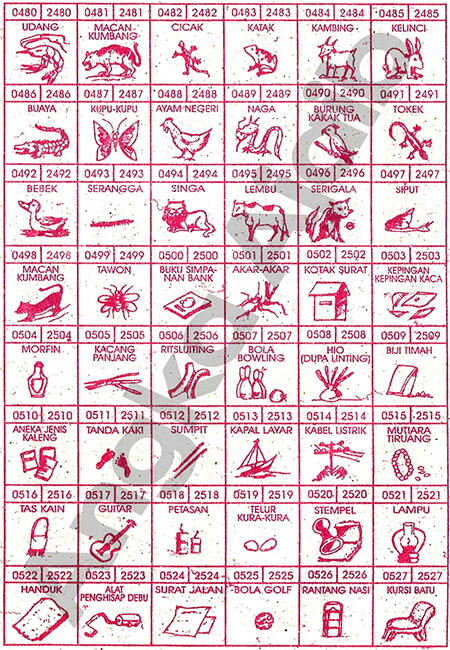 0480 2480 0481 2481 0482 2482 0483 2483 0484 2484 0485 2485
UDANG MACAN KUMBANG CICAK KATAK KAMBING KELINCI
0486 2486 0487 2487 0488 2488 0489 2489 0490 2490 0491 2491
BUAYA KUPU-KUPU AYAM NEGERI NAGA BURUNG KAKAK TUA TOKEK
0492 2492 0493 2493 0494 2494 0495 2495 0496 2496 0497 2497
BEBEK SERANGGA SINGA LEMBU SERIGALA SIPUT
0498 2498 0499 2499 0500 2500 0501 2501 0502 2502 0503 2503
MACAN KUMBANG TAWON BUKU SIMPA-NAN BANK AKAR-AKAR KOTAK SURAT KEPINGAN KEPINGAN KACA
0504 2504 0505 2505 0506 2506 0507 2507 0508 2508 0509 2509
MORFIN KACANG PANJANG RITSUITING BOLA BOWLING HIO (DUPA LINTING) BIJI TIMAH
0510 2510 0511 2511 0512 2512 0513 2513 0514 2514 0515 2515
ANEKA JENIS KALENG TANDA KAKI SUMPIT KAPAL LAYAR KABEL LISTRIK MUTIARA TIRUANG
0516 2516 0517 2517 0518 2518 0519 2519 0520 2520 0521 2521
TAS KAIN GUITAR PETASAN TELUR KURA-KURA STEMPEL LAMPU
0522 2522 0523 2523 0524 2524 0525 2525 0526 2526 0527 2527
HANDUK ALAT PENGHISAP DEBU SURAT JALAN BOLA GOLF RANTANG NASI KURSI BATU
Angka Alam